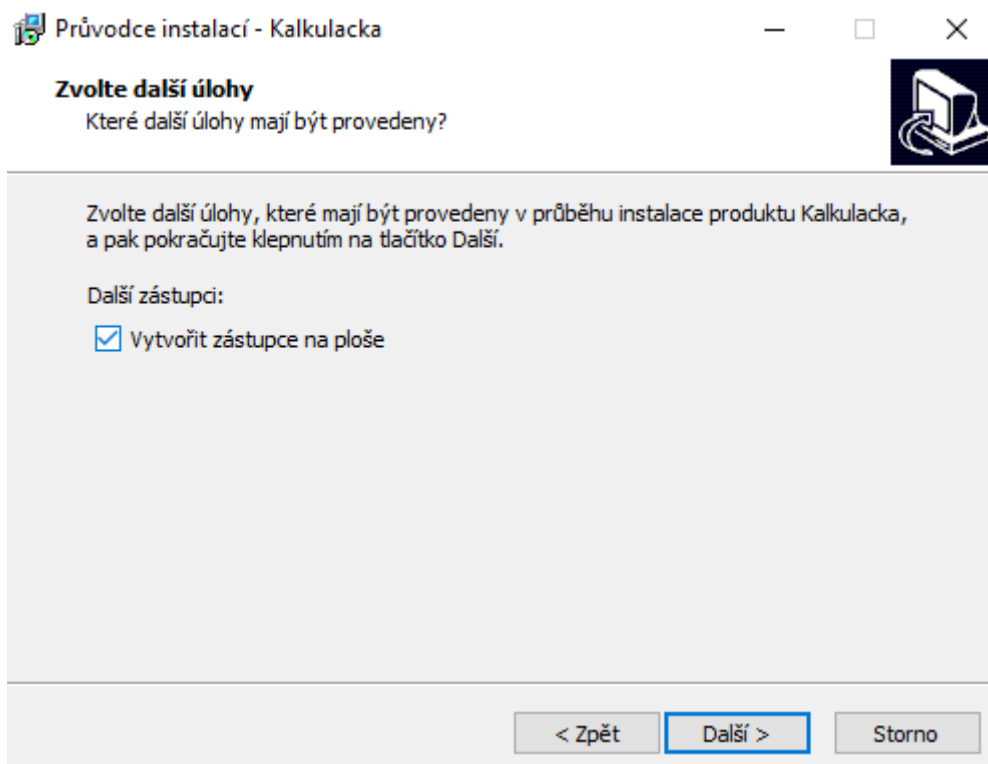 Průvodce instalací - Kalkulacka
Zvolte další úlohy
Které další úlohy mají být provedeny?
Zvolte další úlohy, které mají být provedeny v průběhu instalace produktu Kalkulacka,
a pak pokračujte klepnutím na tlačítko Další.
Další zástupci:
Vytvořit zástupce na ploše
< Zpět
Další >
Storno